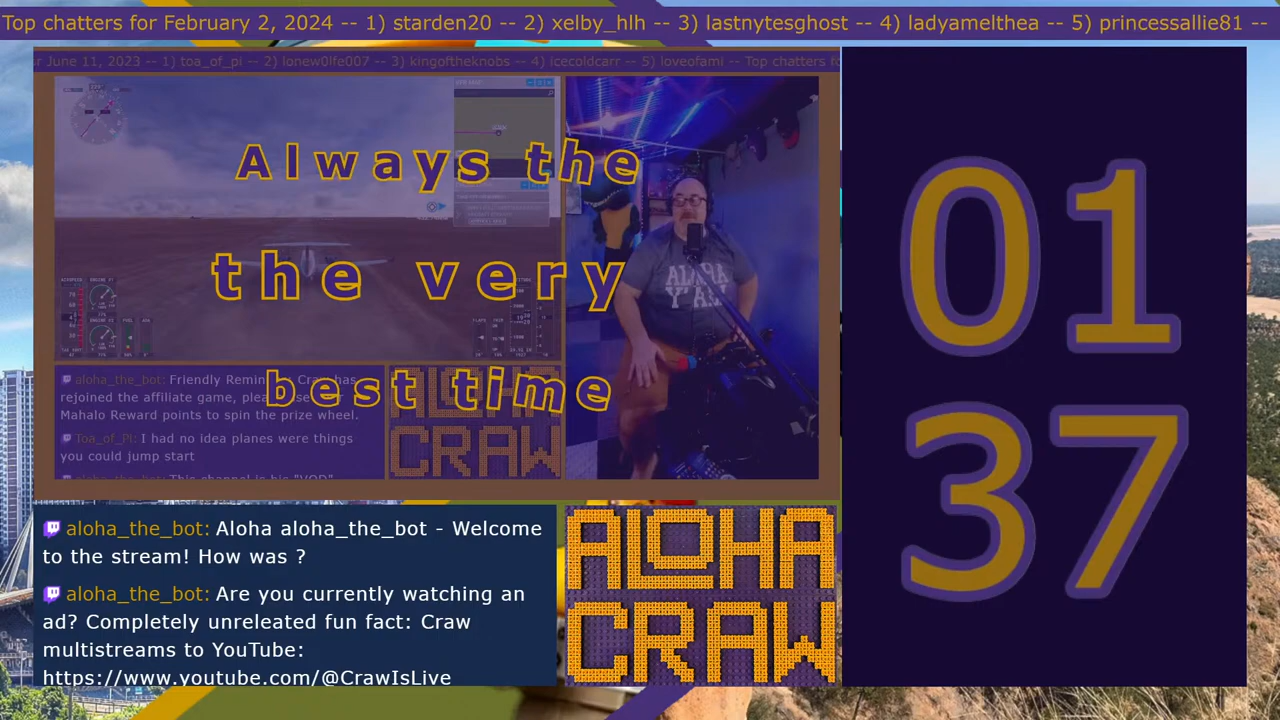 Top chatters for February 2, 2024 -- 1) starden20 -- 2) xelby_hlh -- 3) lastnytesghost -- 4) ladyamelthea -- 5) princessallie81 --
June 11, 2023 -- 1) toa_of_pi -- 2) lonew0lfe007 -- 3) kingoftheknobs -- 4) icecoldcarr -- 5) loveofami -- Top chatters
Always the
the very
best time
ALOHA
Y'ALL
aloha_the_bot: Friendly has
rejoined the affiliate game,
Mahalo Reward points to spin the prize wheel.
Toa_of_Pi: I had no idea planes were things
you could jump start
ALOHA
CRAW
01
37
aloha_the_bot: Aloha aloha_the_bot - Welcome
to the stream! How was ?
aloha_the_bot: Are you currently watching an
ad? Completely unreleated fun fact: Craw
multistreams to YouTube:
https://www.youtube.com/@CrawIsLive
ALOHA
CRAW